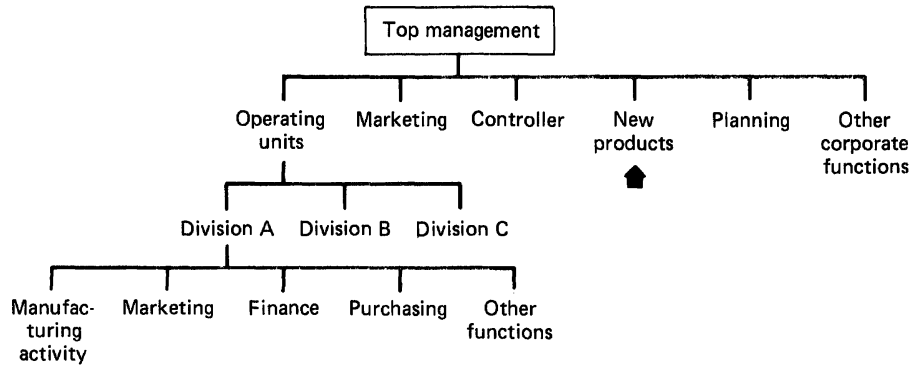 Top management
Operating
units
Marketing
Controller
New
products
Planning
Other
corporate
functions
Division A
Division B
Division C
Manufac-
turing
activity
Marketing
Finance
Purchasing
Other
functions